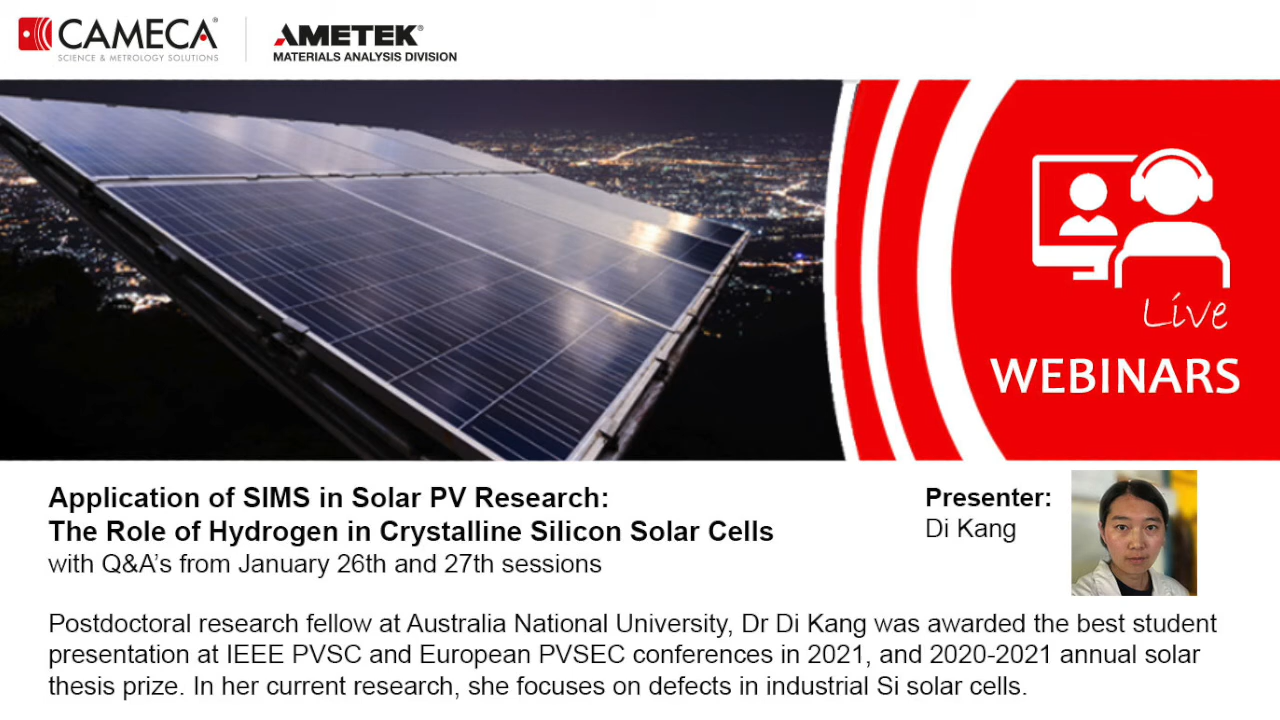 CAMECA®
SCIENCE & METROLOGY SOLUTIONS
AMETEK®
MATERIALS ANALYSIS DIVISION
Live
WEBINARS
Application of SIMS in Solar PV Research:
The Role of Hydrogen in Crystalline Silicon Solar Cells
with Q&A's from January 26th and 27th sessions
Presenter:
Di Kang
Postdoctoral research fellow at Australia National University, Dr Di Kang was awarded the best student
presentation at IEEE PVSC and European PVSEC conferences in 2021, and 2020-2021 annual solar
thesis prize. In her current research, she focuses on defects in industrial Si solar cells.